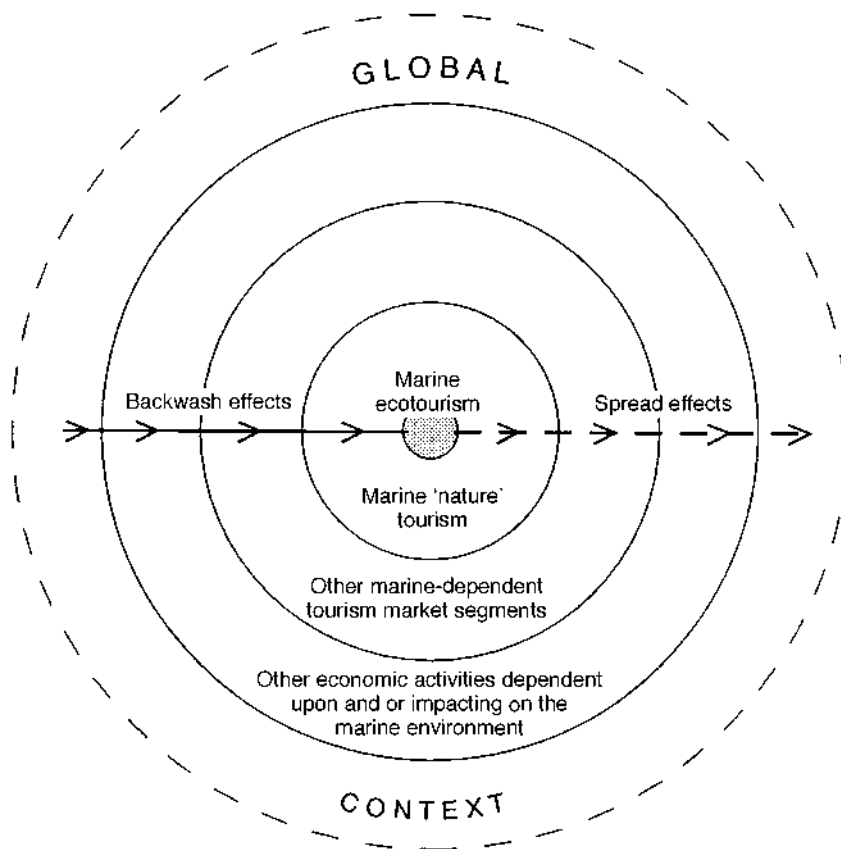 GLOBAL
Marine
ecotourism
Backwash effects
Spread effects
Marine 'nature'
tourism
Other marine-dependent
tourism market segments
Other economic activities dependent
upon and or impacting on the
marine environment
CONTEXT